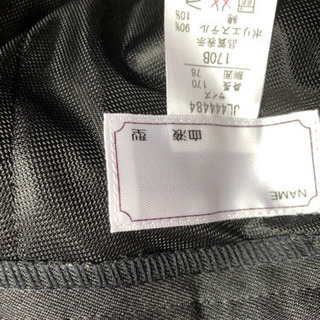 JL444484
サイズ
身長 170
胴囲 76
170B
品質表示
ポリエステル 90%
綿 10%
NAME
血液 型